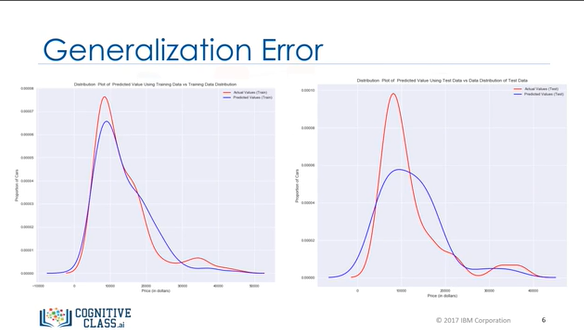 Generalization Error
Distribution Plot of Predicted Value Using Training Data vs Training Data Distribution
Actual Values (Train)
Predicted Values (Train)
Proportion of Cars
Price (in dollars)
Distribution Plot of Predicted Value Using Test Data vs Data Distribution of Test Data
Actual Values (Test)
Predicted Values (Test)
Proportion of Cars
Price (in dollars)
COGNITIVE
CLASS.ai
© 2017 IBM Corporation
6